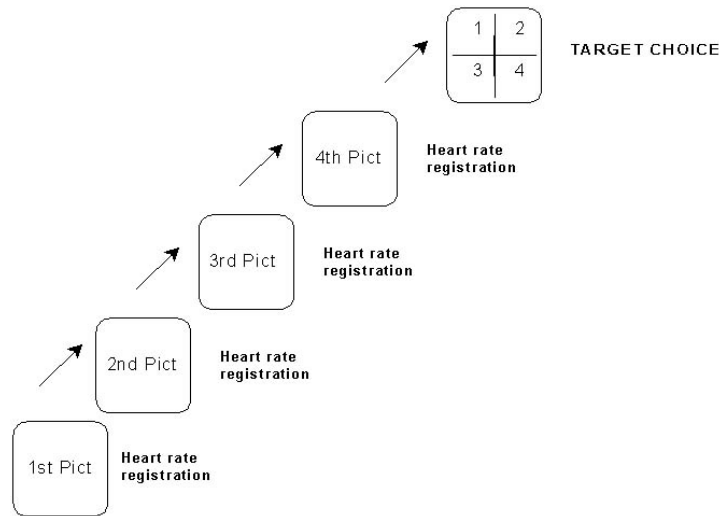 1 2
TARGET CHOICE
3 4
4th Pict
Heart rate
registration
3rd Pict
Heart rate
registration
2nd Pict
Heart rate
registration
1st Pict
Heart rate
registration